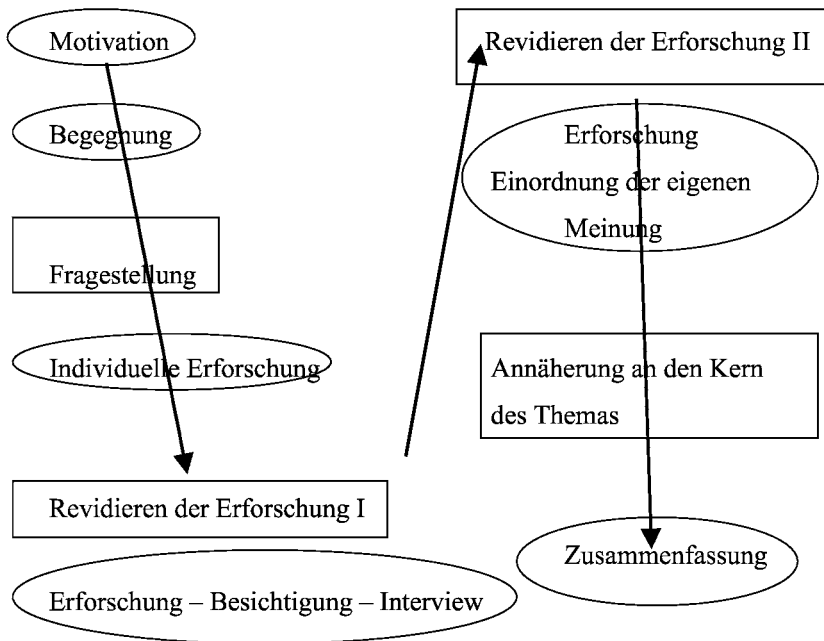 Motivation
Begegnung
Fragestellung
Individuelle Erforschung
Revidieren der Erforschung I
Erforschung – Besichtigung – Interview
Revidieren der Erforschung II
Erforschung
Einordnung der eigenen
Meinung
Annäherung an den Kern
des Themas
Zusammenfassung